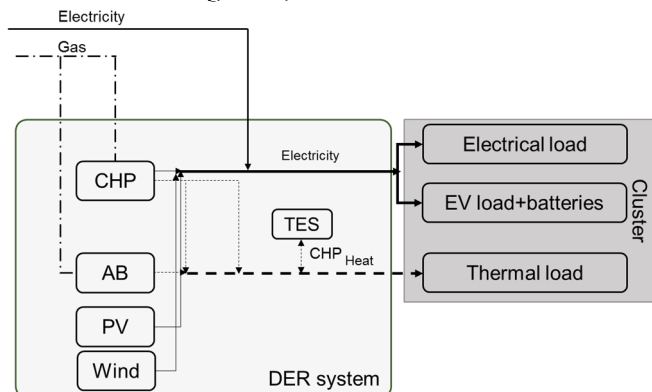 Electricity
Gas
CHP
Electricity
Electrical load
EV load+batteries
Cluster
TES
CHP
Heat
AB
Thermal load
PV
Wind
DER system